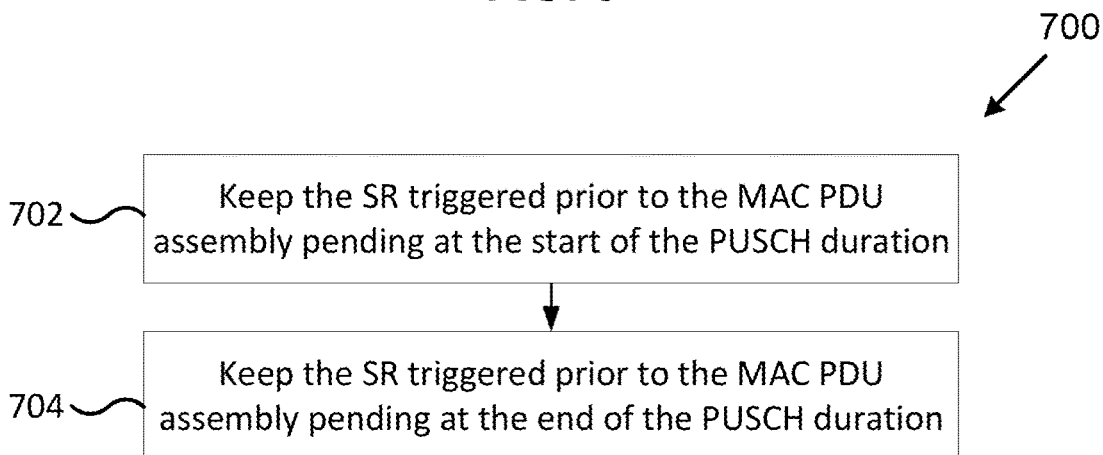 700
702
Keep the SR triggered prior to the MAC PDU
assembly pending at the start of the PUSCH duration
704
Keep the SR triggered prior to the MAC PDU
assembly pending at the end of the PUSCH duration